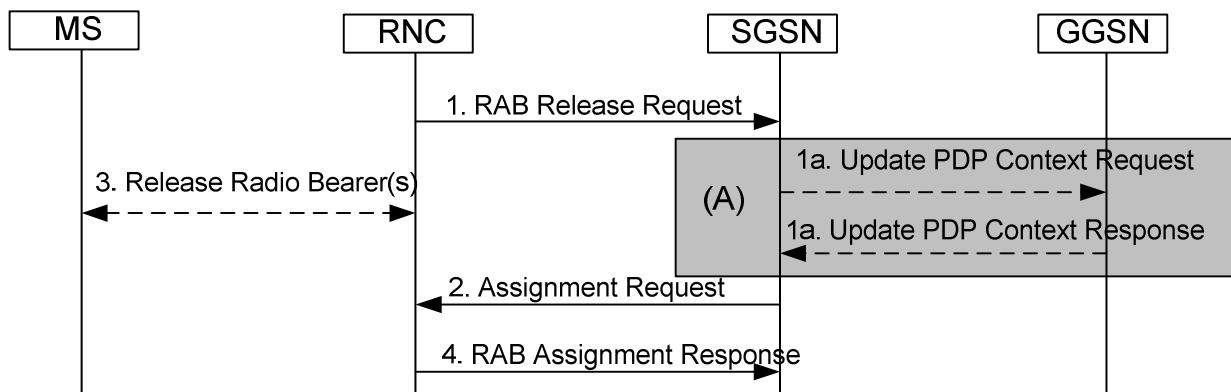 MS
RNC
SGSN
GGSN
1. RAB Release Request
1a. Update PDP Context Request
3. Release Radio Bearer(s)
(A)
1a. Update PDP Context Response
2. Assignment Request
4. RAB Assignment Response